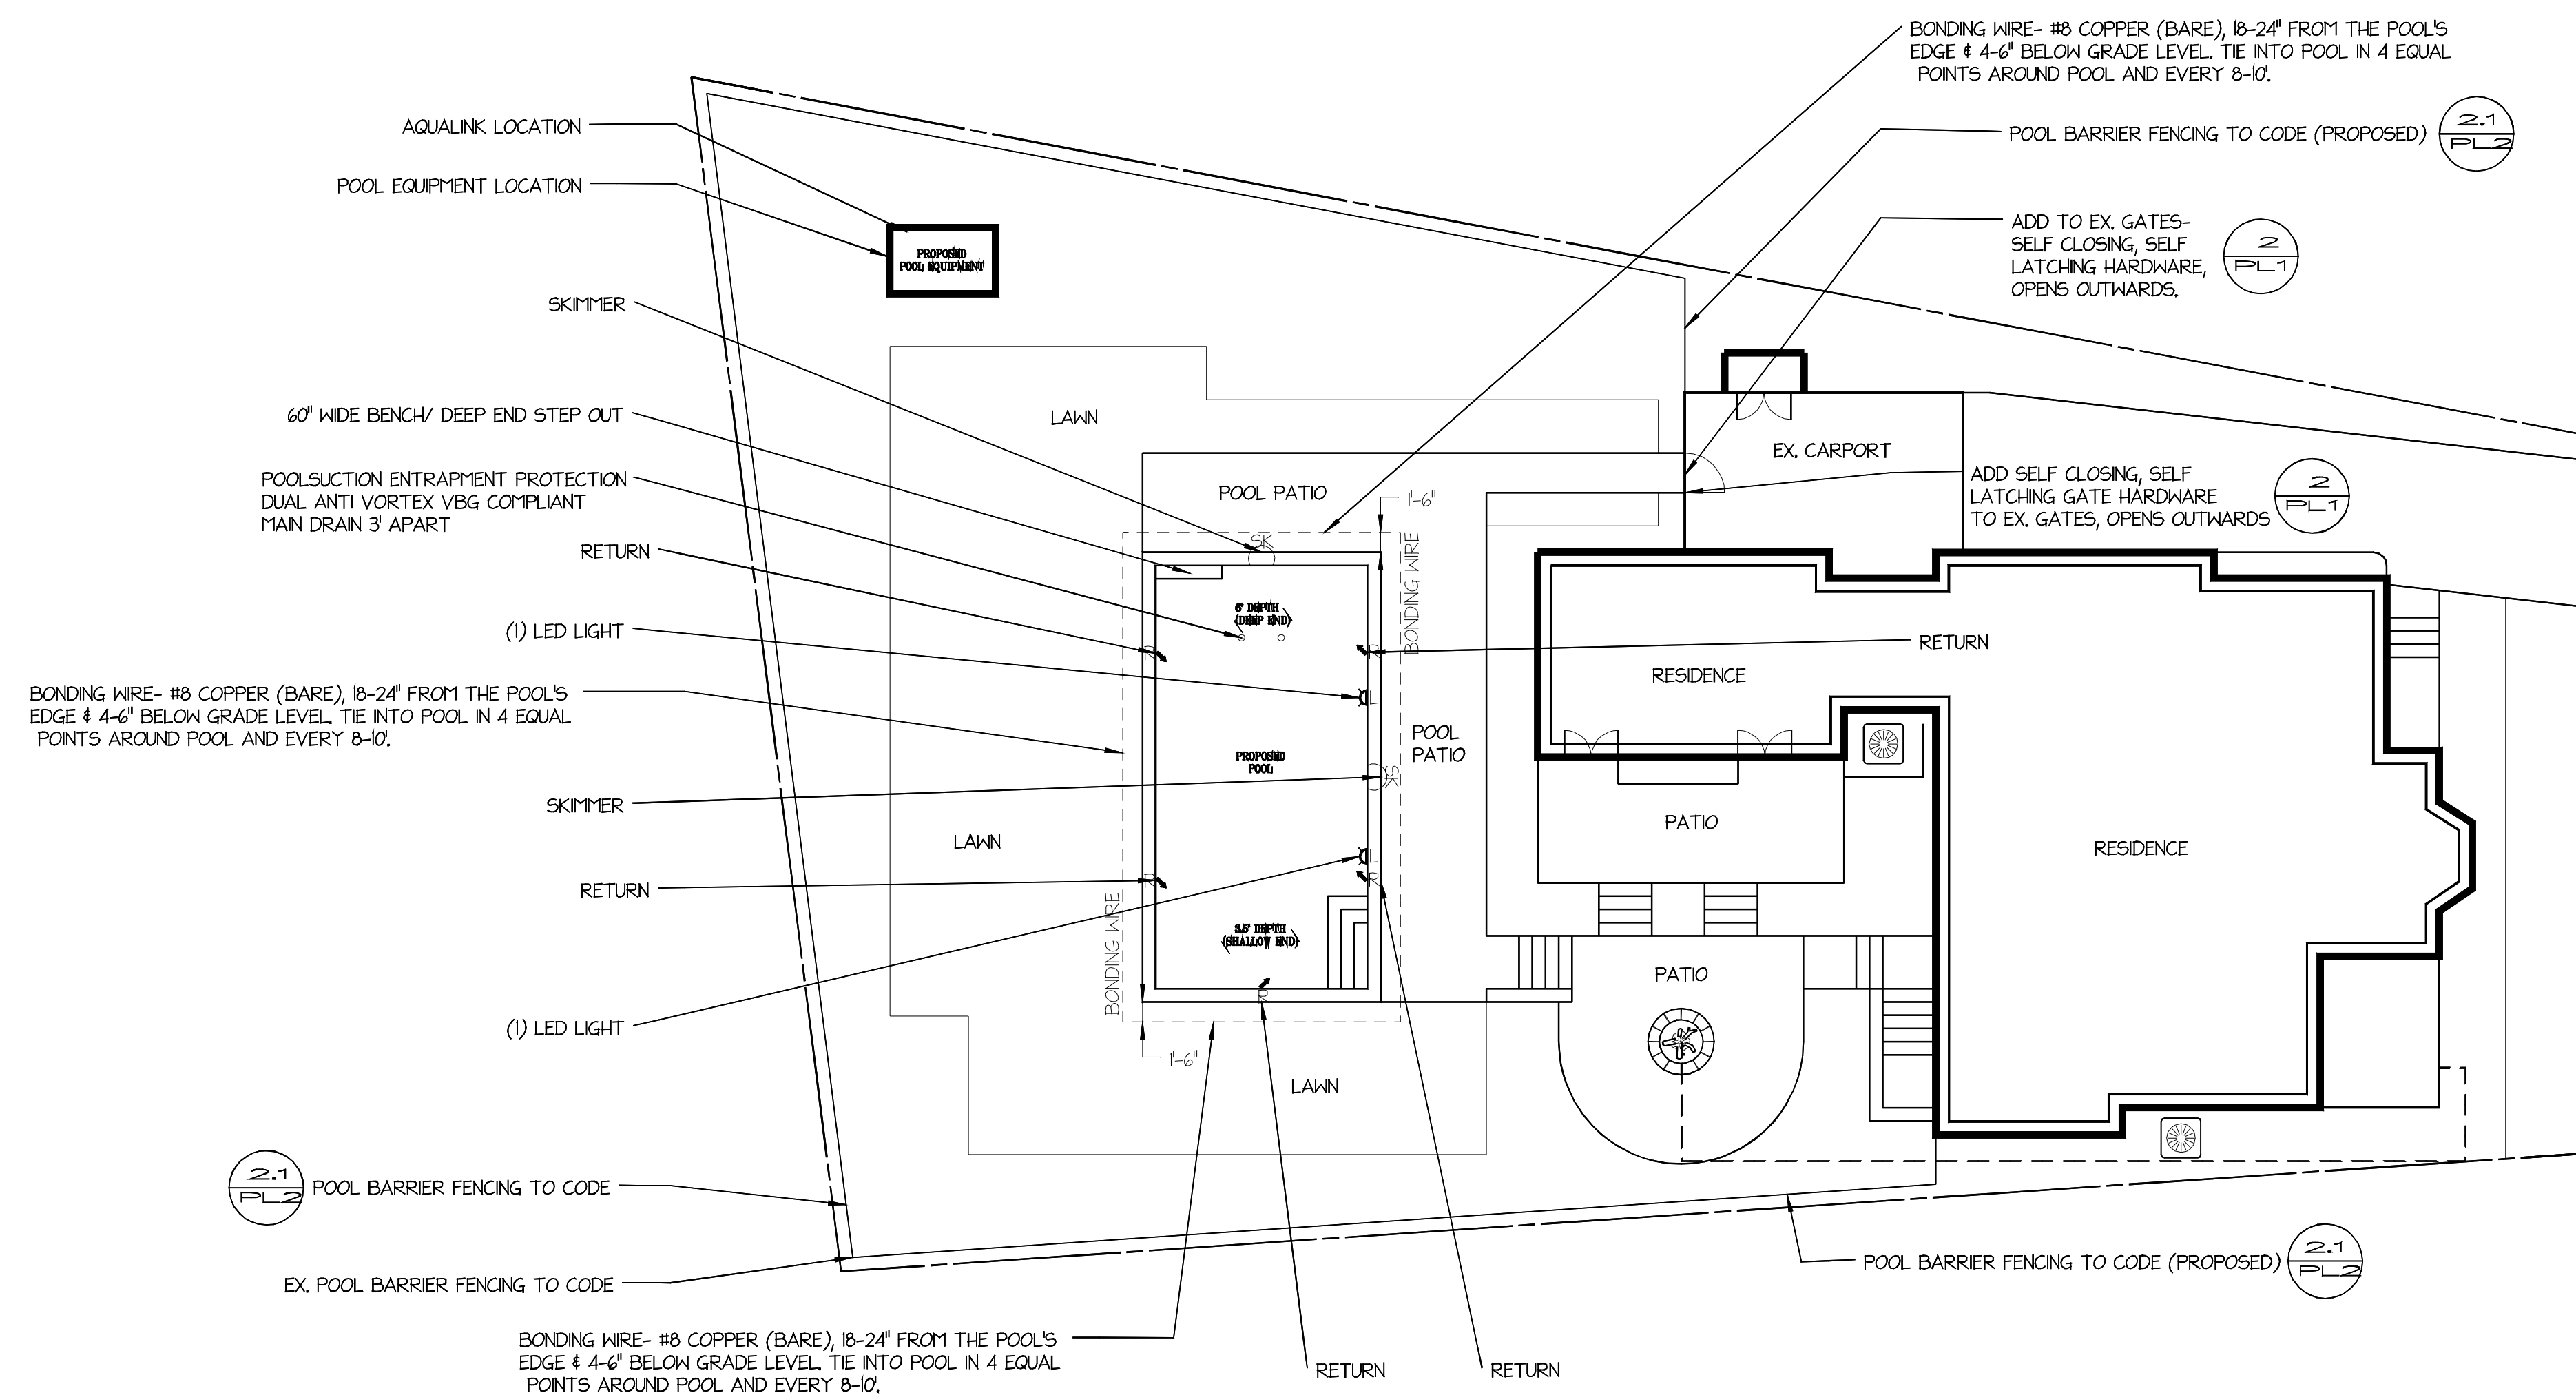 BONDING WIRE- #8 COPPER (BARE), 18-24" FROM THE POOL'S
EDGE & 4-6" BELOW GRADE LEVEL. TIE INTO POOL IN 4 EQUAL
POINTS AROUND POOL AND EVERY 8-10'.
AQUALINK LOCATION
POOL BARRIER FENCING TO CODE (PROPOSED)
2.1
PL2
POOL EQUIPMENT LOCATION
ADD TO EX. GATES-
SELF CLOSING, SELF
LATCHING HARDWARE,
OPENS OUTWARDS.
2
PL1
PROPOSED
POOL EQUIPMENT
SKIMMER
60" WIDE BENCH/ DEEP END STEP OUT
LAWN
EX. CARPORT
POOLSUCTION ENTRAPMENT PROTECTION
DUAL ANTI VORTEX VBG COMPLIANT
MAIN DRAIN 3' APART
POOL PATIO
1'-6"
ADD SELF CLOSING, SELF
LATCHING GATE HARDWARE
TO EX. GATES, OPENS OUTWARDS
2
PL1
RETURN
SK
BONDING WIRE
6' DEPTH
(DEEP END)
(1) LED LIGHT
R
R
RETURN
RESIDENCE
BONDING WIRE- #8 COPPER (BARE), 18-24" FROM THE POOL'S
EDGE & 4-6" BELOW GRADE LEVEL. TIE INTO POOL IN 4 EQUAL
POINTS AROUND POOL AND EVERY 8-10'.
L
POOL
PATIO
PROPOSED
POOL
SK
SKIMMER
PATIO
LAWN
RESIDENCE
L
RETURN
R
R
BONDING WIRE
3.5' DEPTH
(SHALLOW END)
PATIO
R
(1) LED LIGHT
1'-6"
LAWN
2.1
PL2
POOL BARRIER FENCING TO CODE
POOL BARRIER FENCING TO CODE (PROPOSED)
2.1
PL2
EX. POOL BARRIER FENCING TO CODE
BONDING WIRE- #8 COPPER (BARE), 18-24" FROM THE POOL'S
EDGE & 4-6" BELOW GRADE LEVEL. TIE INTO POOL IN 4 EQUAL
POINTS AROUND POOL AND EVERY 8-10'.
RETURN
RETURN